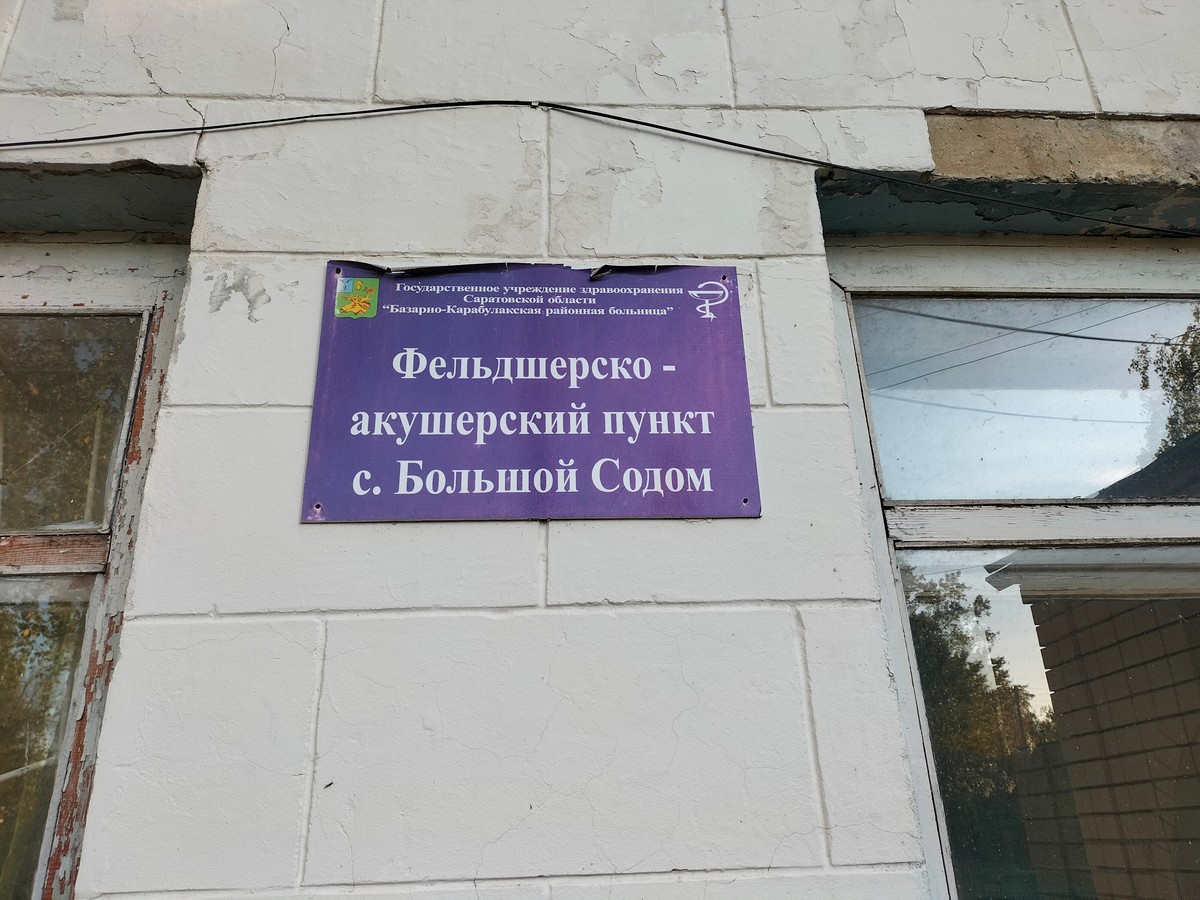 Государственное учреждение здравоохранения
Саратовской области
“Базарно-Карабулакская районная больница”
Фельдшерско -
акушерский пункт
с. Большой Содом